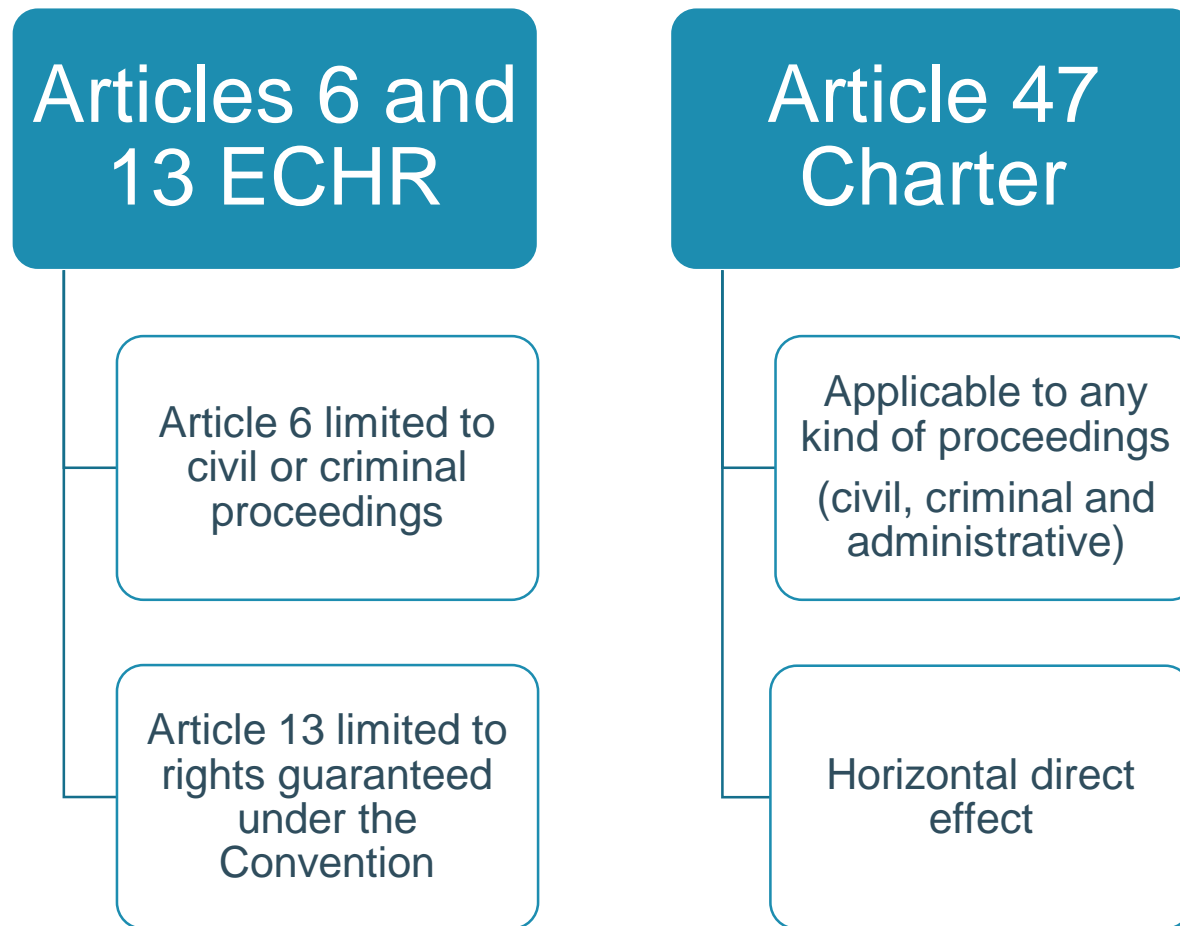 Articles 6 and
13 ECHR
Article 6 limited to
civil or criminal
proceedings
Article 13 limited to
rights guaranteed
under the
Convention
Article 47
Charter
Applicable to any
kind of proceedings
(civil, criminal and
administrative)
Horizontal direct
effect